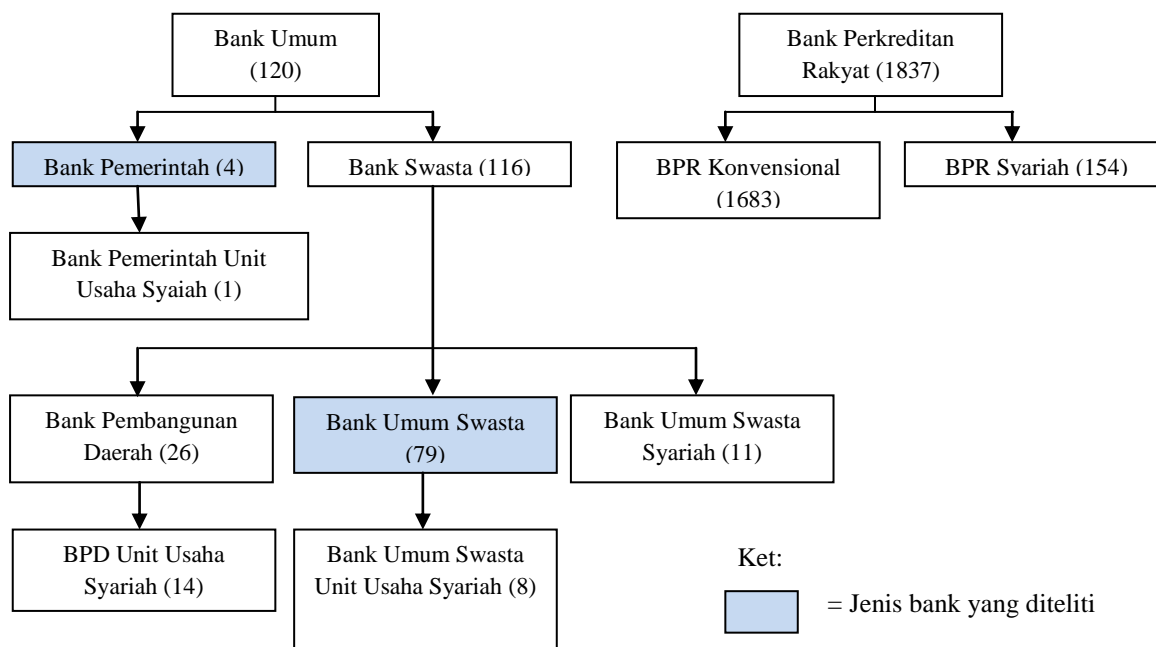 Bank Umum
(120)
Bank Perkreditan
Rakyat (1837)
Bank Pemerintah (4)
Bank Swasta (116)
BPR Konvensional
(1683)
BPR Syariah (154)
Bank Pemerintah Unit
Usaha Syaiah (1)
Bank Pembangunan
Daerah (26)
Bank Umum Swasta
(79)
Bank Umum Swasta
Syariah (11)
BPD Unit Usaha
Syariah (14)
Bank Umum Swasta
Unit Usaha Syariah (8)
Ket:
= Jenis bank yang diteliti